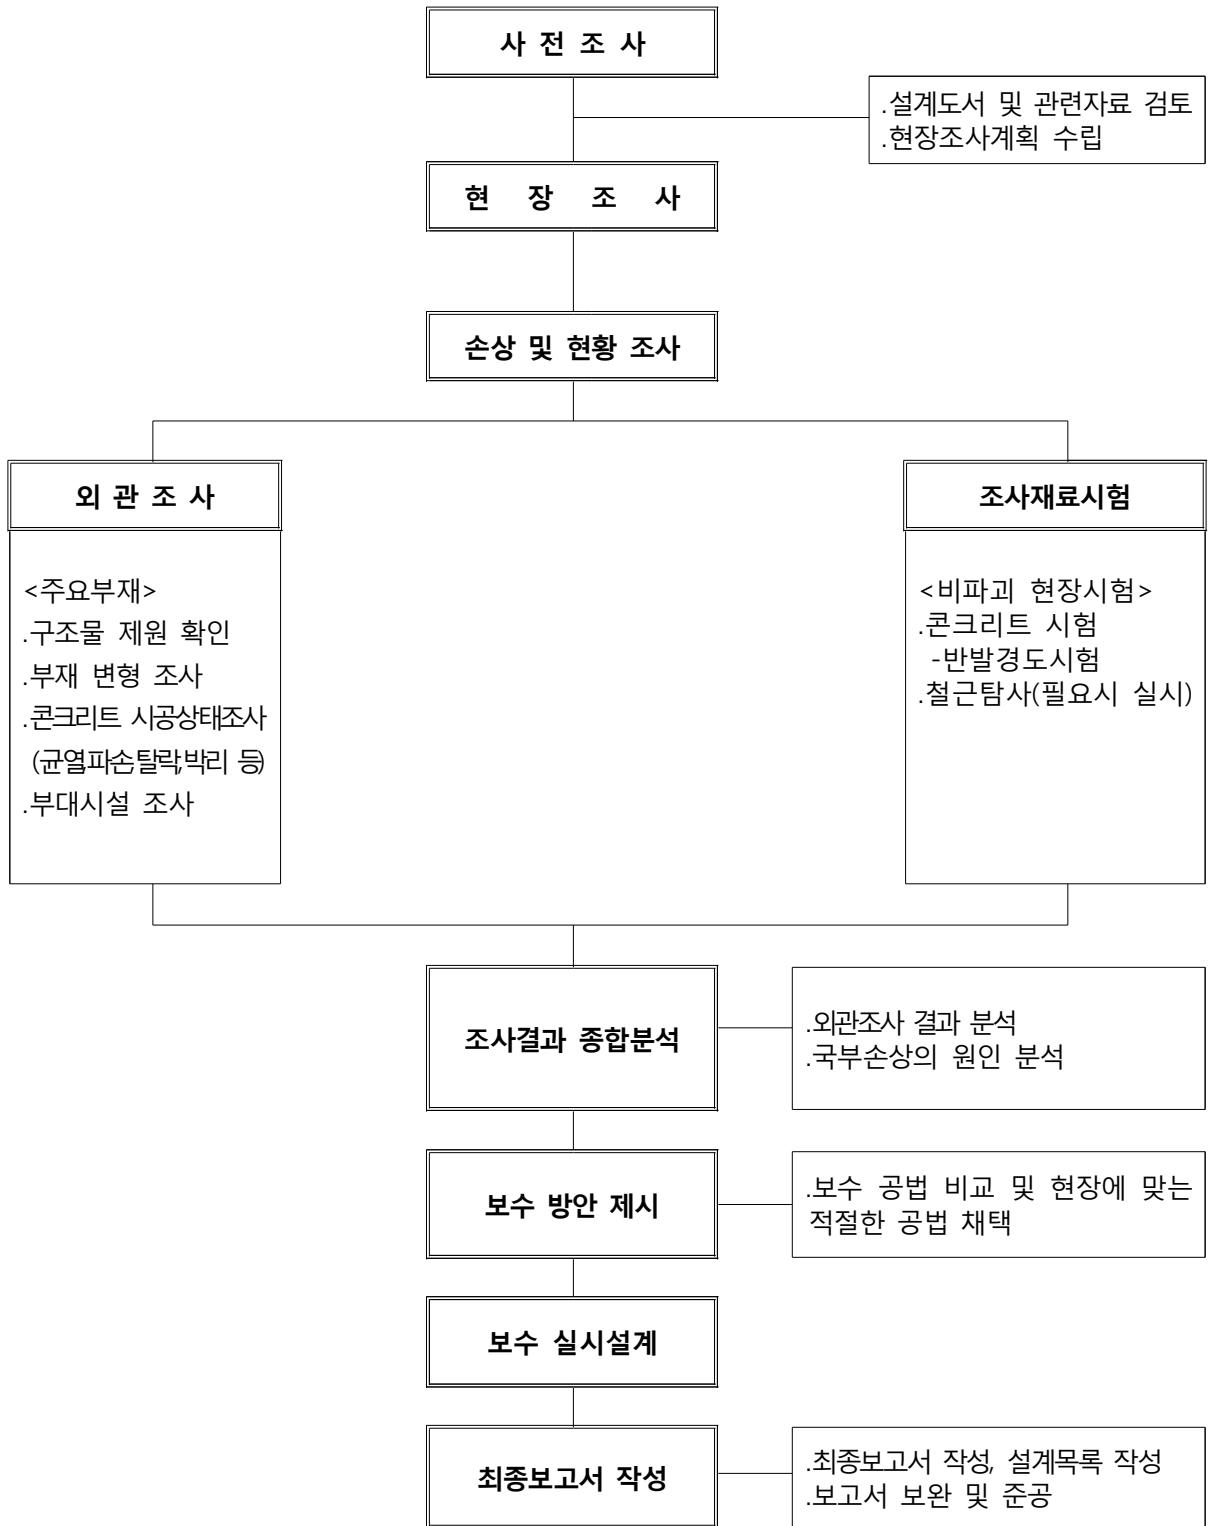 사 전 조 사
.설계도서 및 관련자료 검토
.현장조사계획 수립
현 장 조 사
손상 및 현황 조사
외 관 조 사
<주요부재>
.구조물 제원 확인
.부재 변형 조사
.콘크리트 시공상태조사
(균열,파손,탈락,박리 등)
.부대시설 조사
조사재료시험
<비파괴 현장시험>
.콘크리트 시험
-반발경도시험
.철근탐사(필요시 실시)
조사결과 종합분석
.외관조사 결과 분석
.국부손상의 원인 분석
보수 방안 제시
.보수 공법 비교 및 현장에 맞는
적절한 공법 채택
보수 실시설계
최종보고서 작성
.최종보고서 작성, 설계목록 작성
.보고서 보완 및 준공